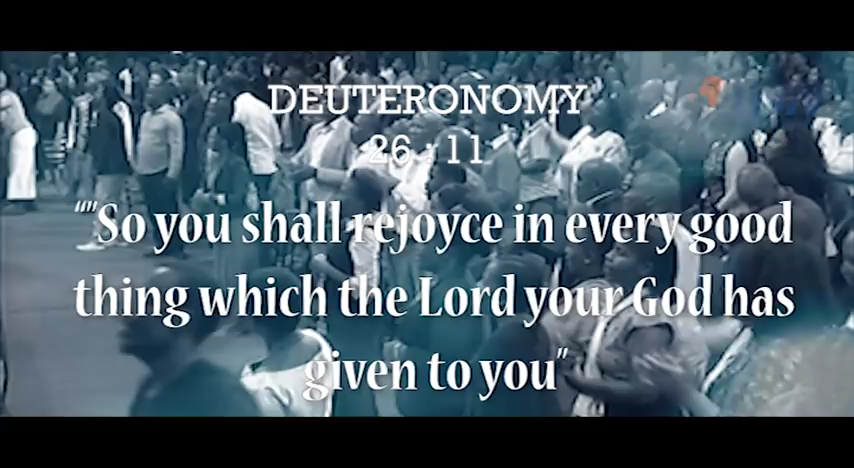 DEUTERONOMY
26 : 11
“"So you shall rejoyce in every good
thing which the Lord your God has
given to you"